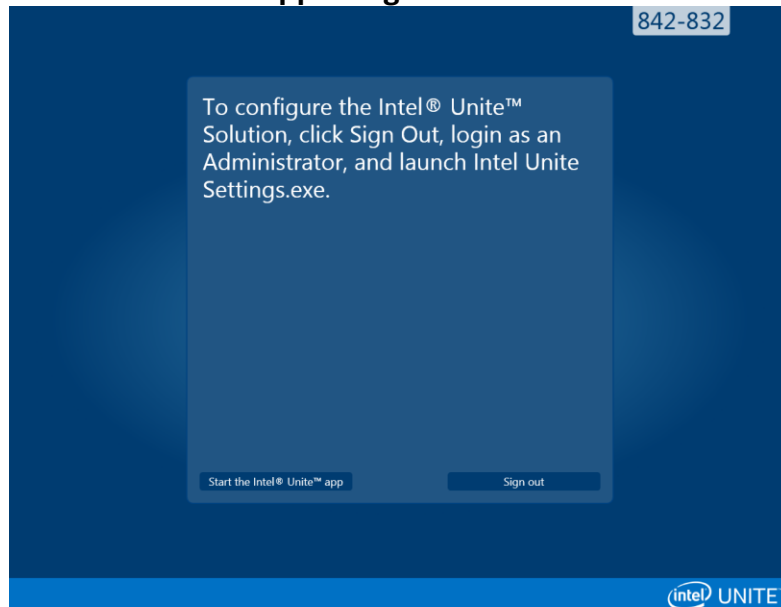 842-832
To configure the Intel® Unite™
Solution, click Sign Out, login as an
Administrator, and launch Intel Unite
Settings.exe.
Start the Intel® Unite™ app
Sign out
intel UNITE